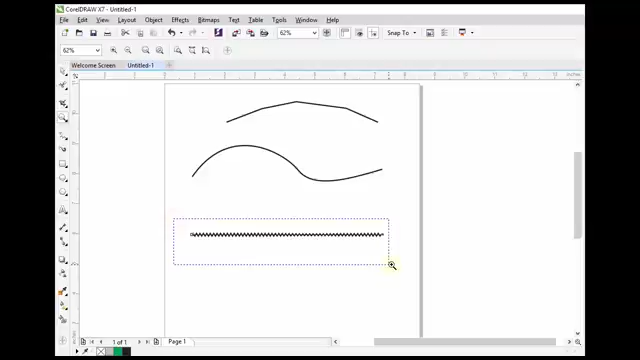 CorelDRAW X7 - Untitled-1
File Edit View Layout Object Effects Bitmaps Text Table Tools Window Help
62% Snap To
62%
Welcome Screen Untitled-1
inches
1 of 1 Page 1